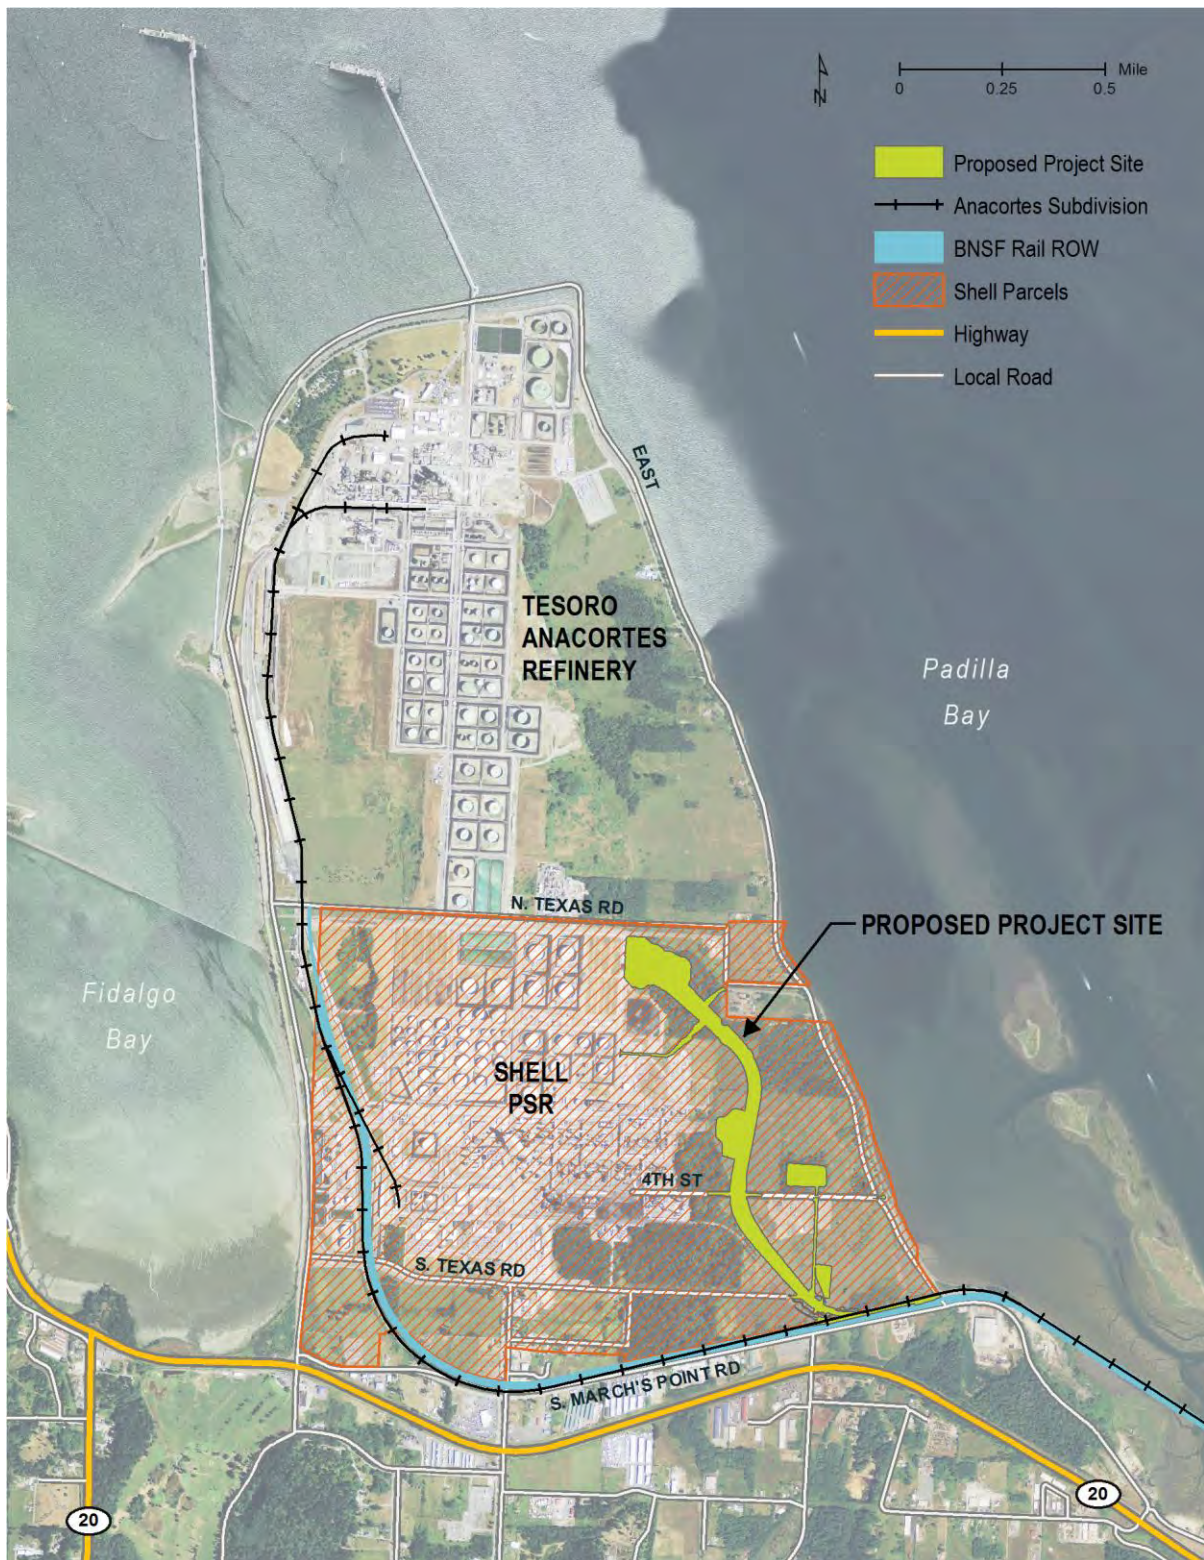 N
Mile
0
0.25
0.5
Proposed Project Site
Anacortes Subdivision
BNSF Rail ROW
Shell Parcels
Highway
Local Road
EAST
TESORO
ANACORTES
REFINERY
Padilla
Bay
N. TEXAS RD
PROPOSED PROJECT SITE
Fidalgo
Bay
SHELL
PSR
4TH ST
S. TEXAS RD
S. MARCH'S POINT RD
20
20